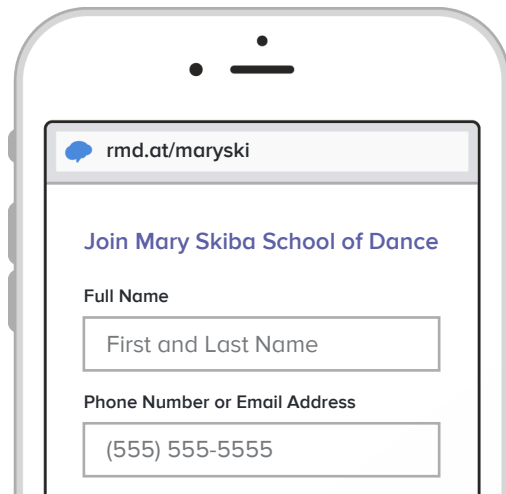 rmd.at/maryski
Join Mary Skiba School of Dance
Full Name
First and Last Name
Phone Number or Email Address
(555) 555-5555